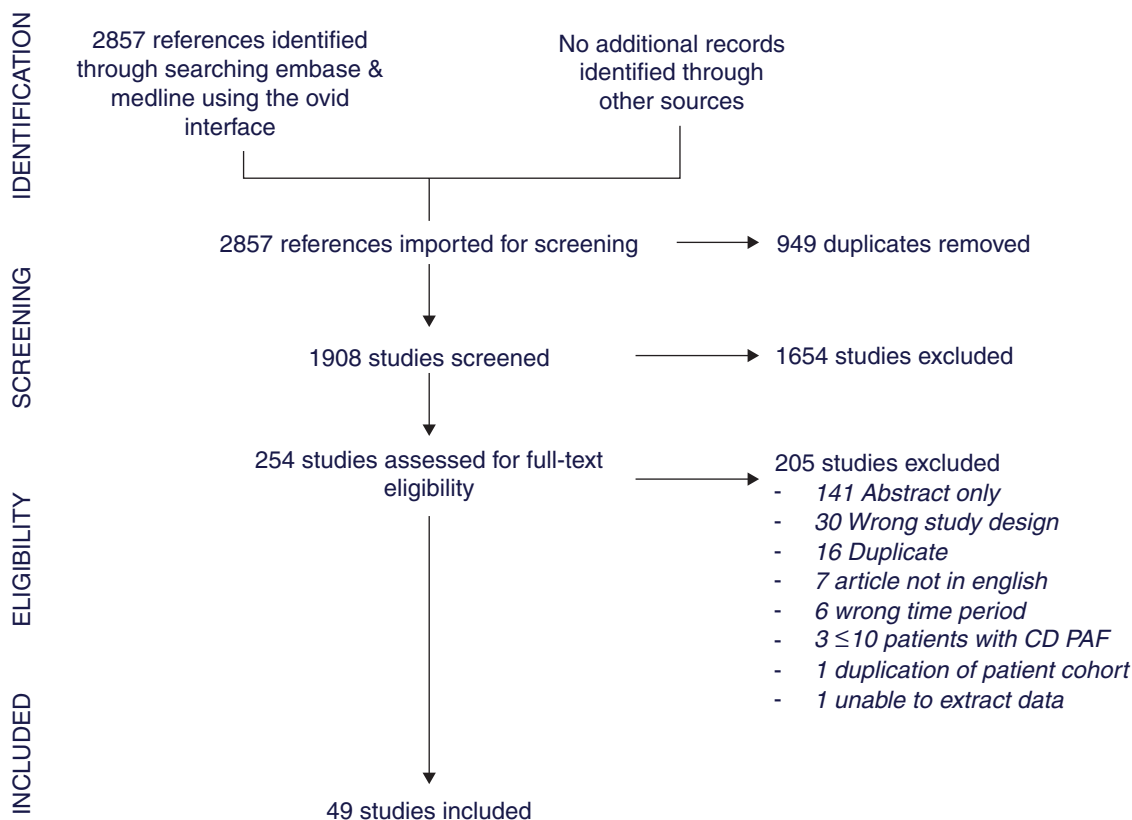 IDENTIFICATION
2857 references identified
through searching embase &
medline using the ovid
interface
No additional records
identified through
other sources
2857 references imported for screening
949 duplicates removed
SCREENING
1908 studies screened
1654 studies excluded
ELIGIBILITY
254 studies assessed for full-text
eligibility
205 studies excluded
- 141 Abstract only
- 30 Wrong study design
- 16 Duplicate
- 7 article not in english
- 6 wrong time period
- 3 ≤10 patients with CD PAF
- 1 duplication of patient cohort
- 1 unable to extract data
INCLUDED
49 studies included